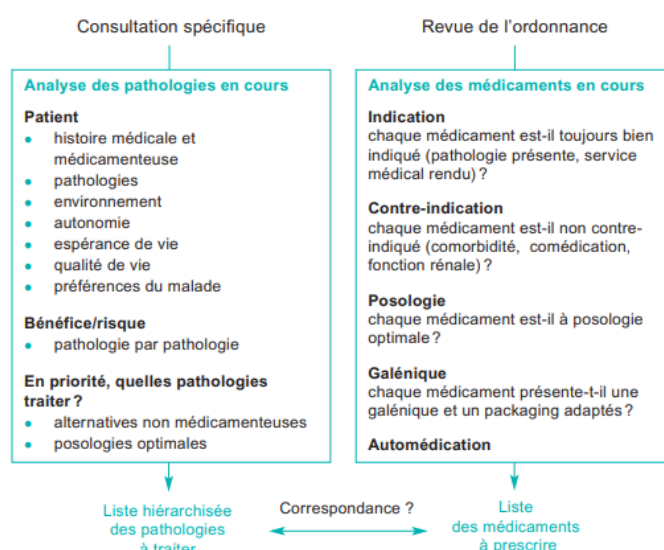 Consultation spécifique
Analyse des pathologies en cours
Patient
• histoire médicale et
médicamenteuse
• pathologies
• environnement
• autonomie
• espérance de vie
• qualité de vie
• préférences du malade
Bénéfice/risque
• pathologie par pathologie
En priorité, quelles pathologies
traiter ?
• alternatives non médicamenteuses
• posologies optimales
Liste hiérarchisée
des pathologies
à traiter
Revue de l'ordonnance
Analyse des médicaments en cours
Indication
chaque médicament est-il toujours bien
indiqué (pathologie présente, service
médical rendu) ?
Contre-indication
chaque médicament est-il non contre-
indiqué (comorbidité, comédication,
fonction rénale) ?
Posologie
chaque médicament est-il à posologie
optimale ?
Galénique
chaque médicament présente-t-il une
galénique et un packaging adaptés ?
Automédication
Correspondance ?
Liste
des médicaments
à prescrire